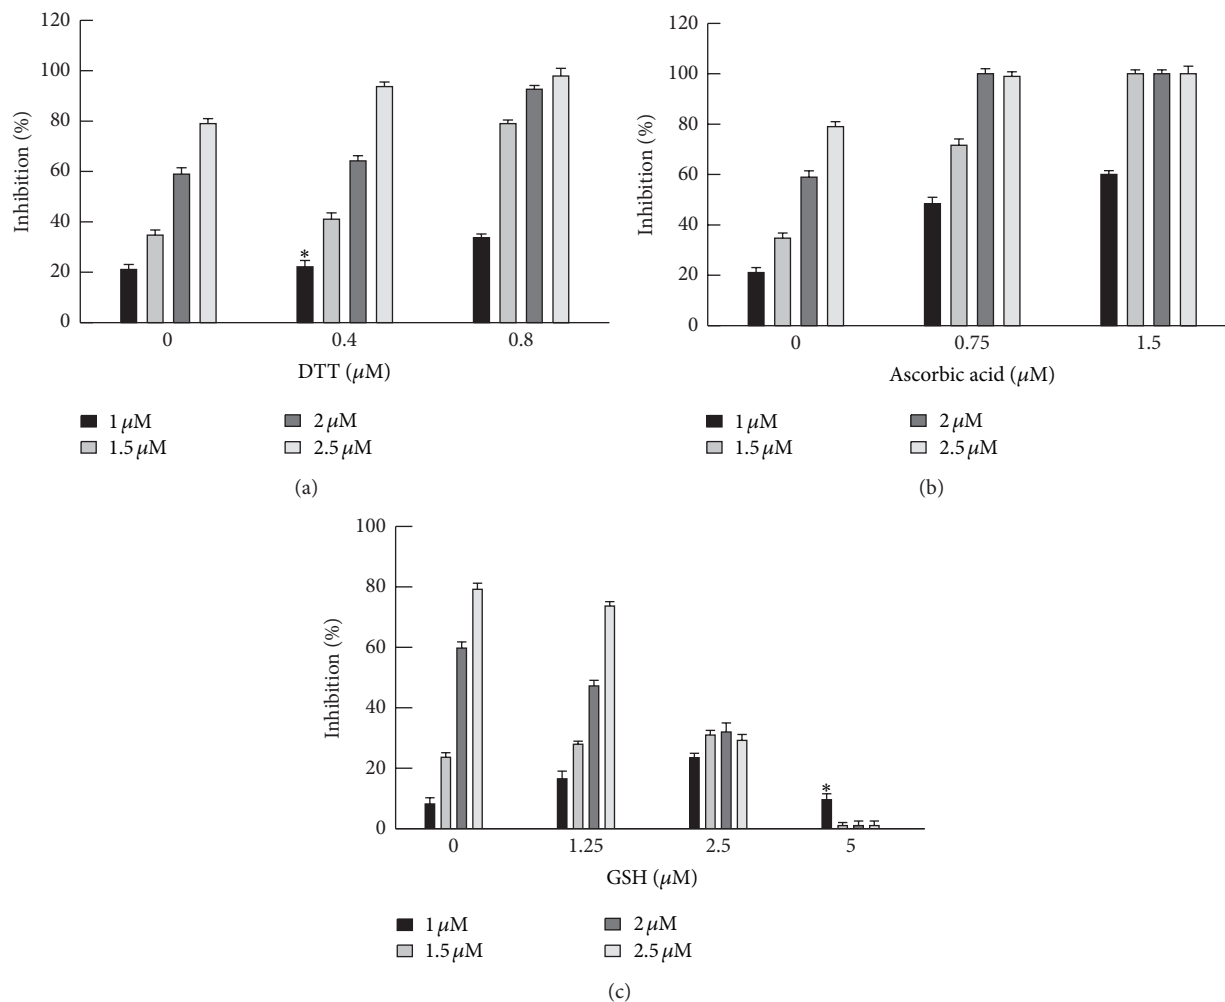 120
100
80
60
40
20
0
Inhibition (%)
*
0 0.4 0.8
DTT (μM)
1 μM 2 μM
1.5 μM 2.5 μM
(a)
120
100
80
60
40
20
0
Inhibition (%)
0 0.75 1.5
Ascorbic acid (μM)
1 μM 2 μM
1.5 μM 2.5 μM
(b)
100
80
60
40
20
0
Inhibition (%)
*
0 1.25 2.5 5
GSH (μM)
1 μM 2 μM
1.5 μM 2.5 μM
(c)